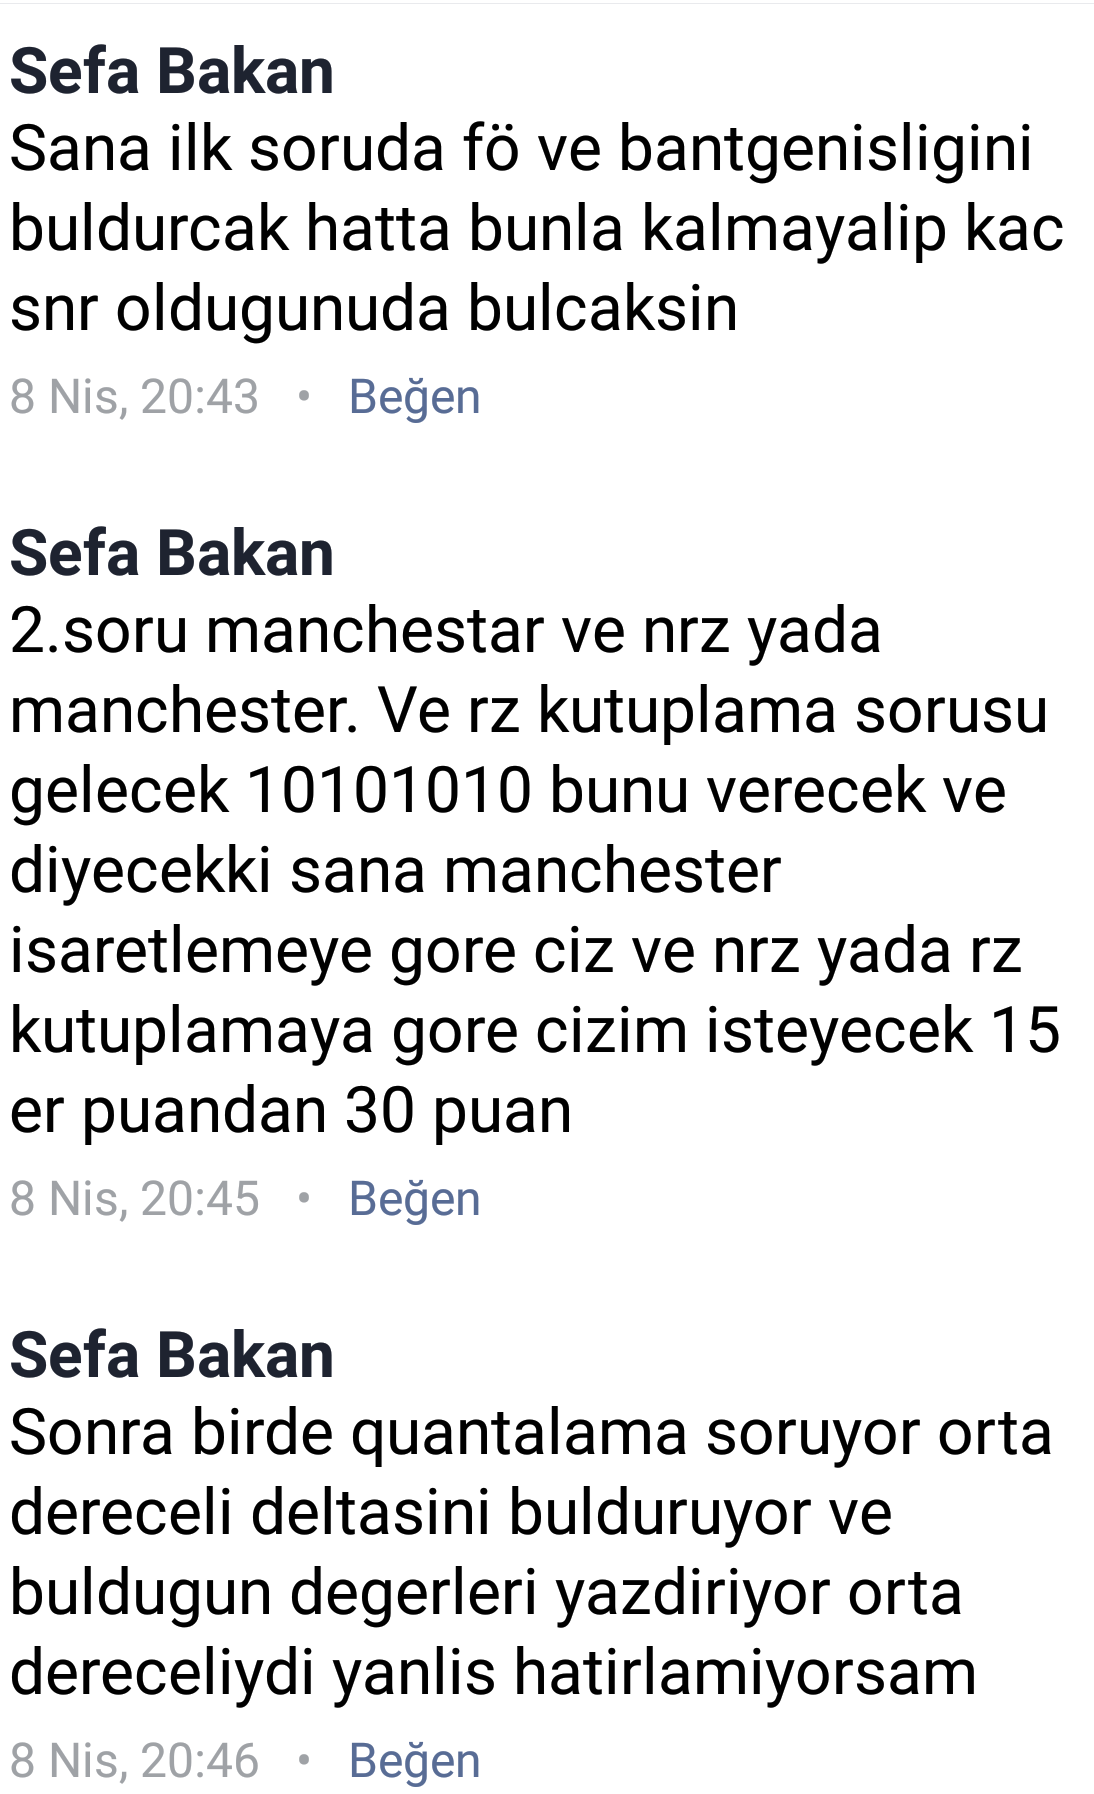 Sefa Bakan
Sana ilk soruda fö ve bantgenisligini
buldurcak hatta bunla kalmayalip kac
snr oldugunuda bulcaksin
8 Nis, 20:43 • Beğen
Sefa Bakan
2.soru manchestar ve nrz yada
manchester. Ve rz kutuplama sorusu
gelecek 10101010 bunu verecek ve
diyecekki sana manchester
isaretlemeye gore ciz ve nrz yada rz
kutuplamaya gore cizim isteyecek 15
er puandan 30 puan
8 Nis, 20:45 • Beğen
Sefa Bakan
Sonra birde quantalama soruyor orta
dereceli deltasini bulduruyor ve
buldugun degerleri yazdiriyor orta
dereceliydi yanlis hatirlamiyorsam
8 Nis, 20:46 • Beğen